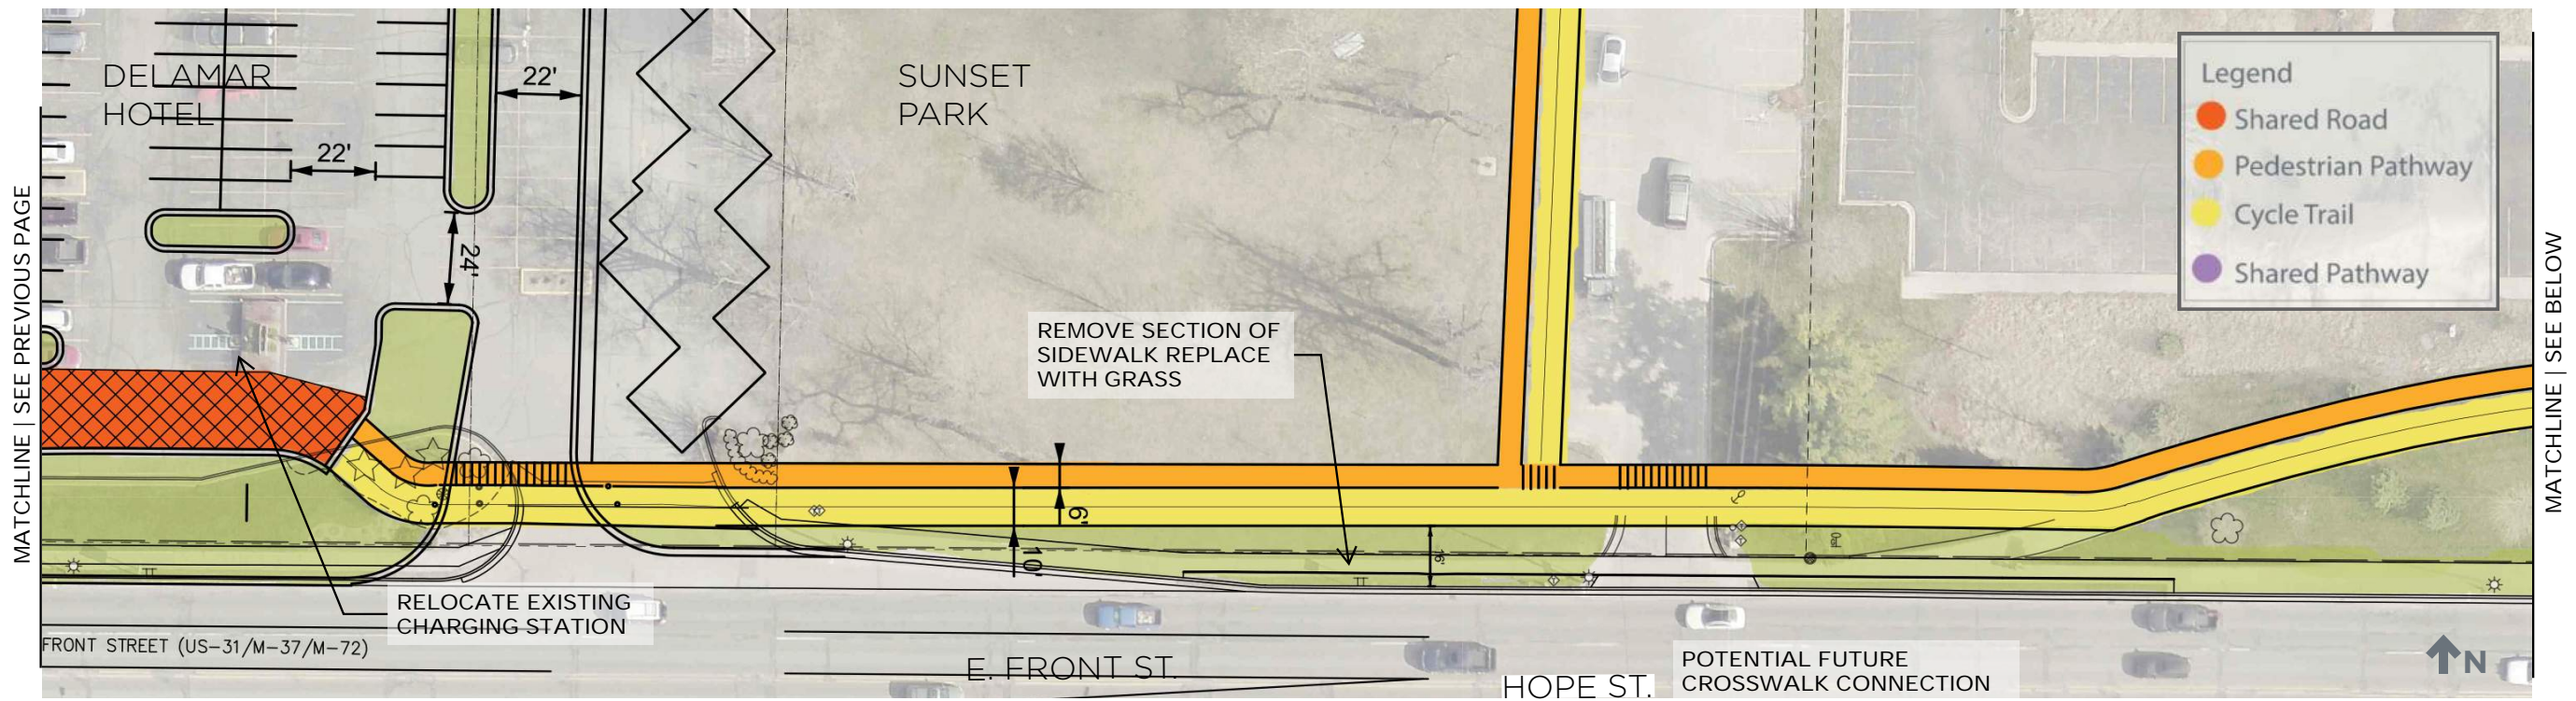 DELAMAR
HOTEL
22'
22'
24'
SUNSET
PARK
Legend
Shared Road
Pedestrian Pathway
Cycle Trail
Shared Pathway
MATCHLINE | SEE PREVIOUS PAGE
MATCHLINE | SEE BELOW
REMOVE SECTION OF
SIDEWALK REPLACE
WITH GRASS
6'
10'
16'
RELOCATE EXISTING
CHARGING STATION
FRONT STREET (US-31/M-37/M-72)
E. FRONT ST.
HOPE ST.
POTENTIAL FUTURE
CROSSWALK CONNECTION
N